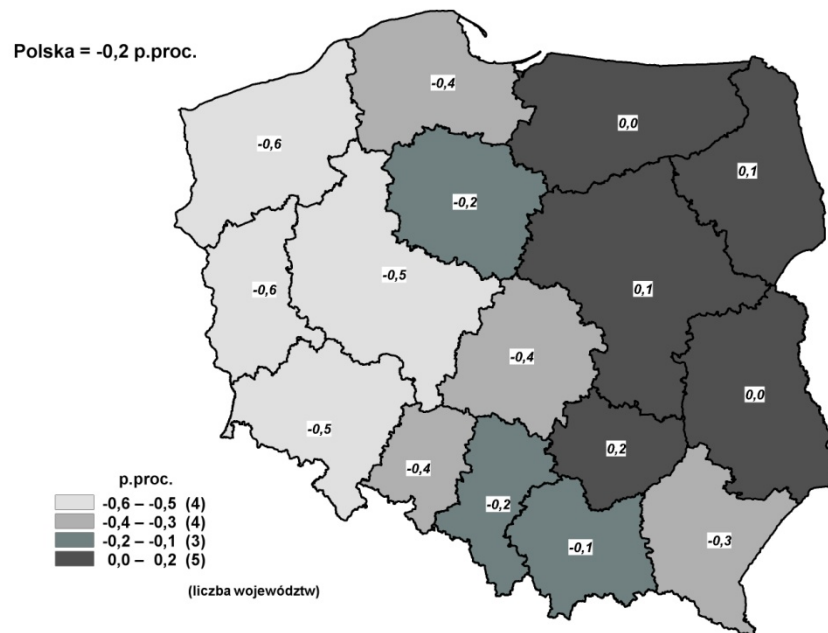 Polska = -0,2 p.proc.
-0,4
0,0
-0,6
0,1
-0,2
-0,5
-0,6
0,1
-0,4
0,0
-0,5
0,2
-0,4
-0,2
-0,1
-0,3
p.proc.
-0,6 – -0,5 (4)
-0,4 – -0,3 (4)
-0,2 – -0,1 (3)
0,0 – 0,2 (5)
(liczba województw)